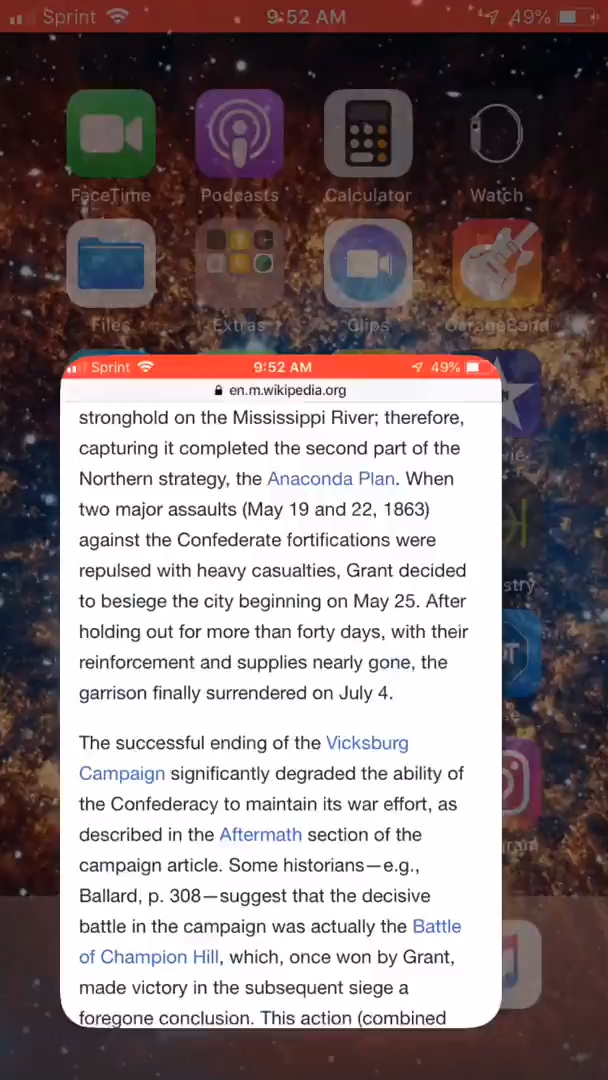 Sprint 9:52 AM 49%
FaceTime Podcasts Calculator Watch
Files Extras Clips GarageBand
Sprint 9:52 AM 49%
en.m.wikipedia.org
stronghold on the Mississippi River; therefore,
capturing it completed the second part of the
Northern strategy, the Anaconda Plan. When
two major assaults (May 19 and 22, 1863)
against the Confederate fortifications were
repulsed with heavy casualties, Grant decided
to besiege the city beginning on May 25. After
holding out for more than forty days, with their
reinforcement and supplies nearly gone, the
garrison finally surrendered on July 4.
The successful ending of the Vicksburg
Campaign significantly degraded the ability of
the Confederacy to maintain its war effort, as
described in the Aftermath section of the
campaign article. Some historians—e.g.,
Ballard, p. 308—suggest that the decisive
battle in the campaign was actually the Battle
of Champion Hill, which, once won by Grant,
made victory in the subsequent siege a
foregone conclusion. This action (combined